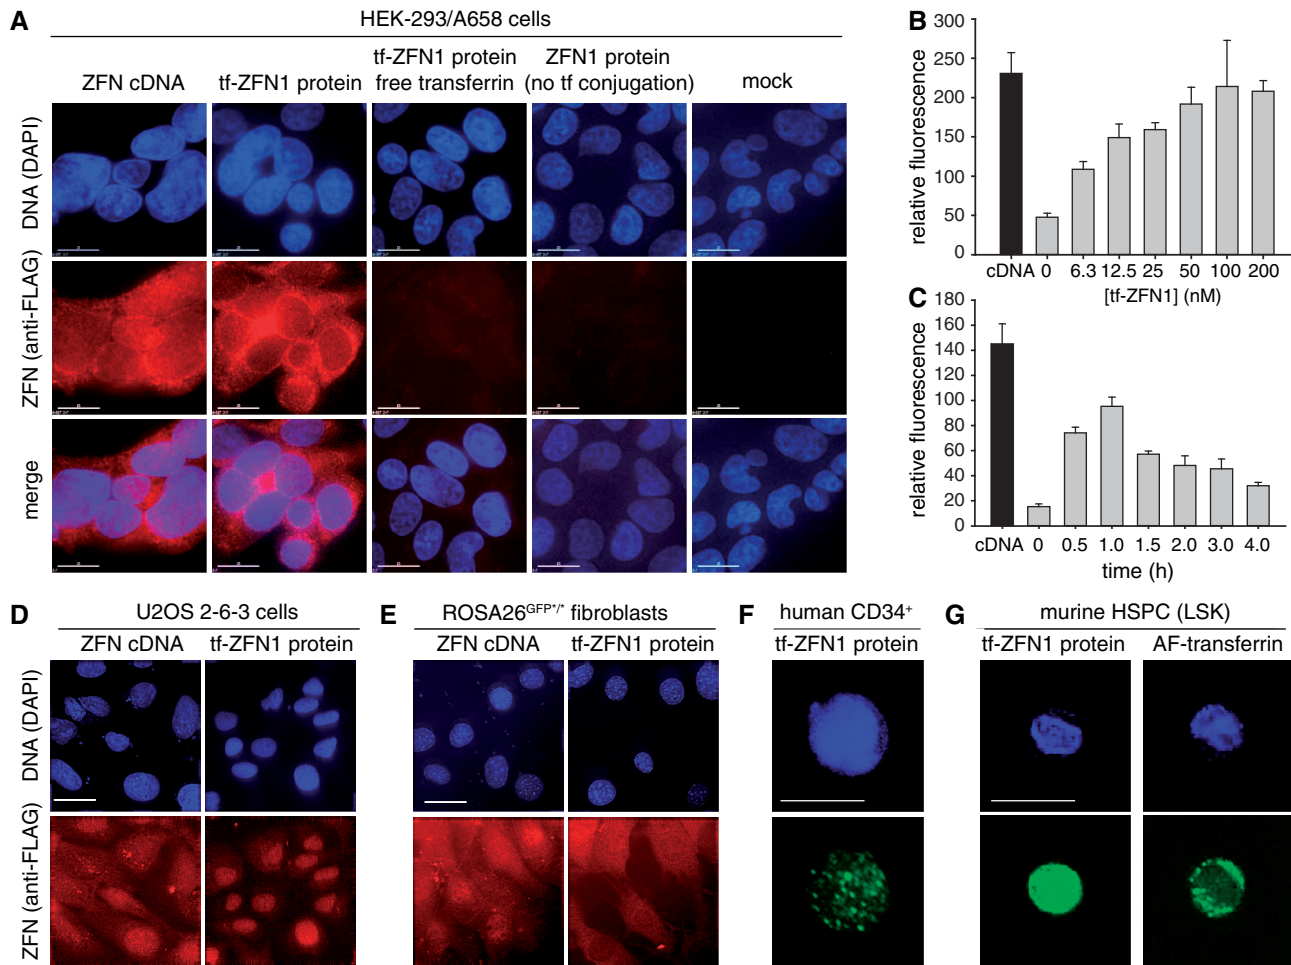 A
HEK-293/A658 cells
ZFN cDNA
tf-ZFN1 protein
tf-ZFN1 protein
free transferrin
ZFN1 protein
(no tf conjugation)
mock
DNA (DAPI)
ZFN (anti-FLAG)
merge
B
relative fluorescence
300
250
200
150
100
50
0
cDNA 0 6.3 12.5 25 50 100 200
[tf-ZFN1] (nM)
C
relative fluorescence
180
160
140
120
100
80
60
40
20
0
cDNA 0 0.5 1.0 1.5 2.0 3.0 4.0
time (h)
D
U2OS 2-6-3 cells
ZFN cDNA
tf-ZFN1 protein
DNA (DAPI)
ZFN (anti-FLAG)
E
ROSA26GFP*/* fibroblasts
ZFN cDNA
tf-ZFN1 protein
F
human CD34+
tf-ZFN1 protein
G
murine HSPC (LSK)
tf-ZFN1 protein
AF-transferrin